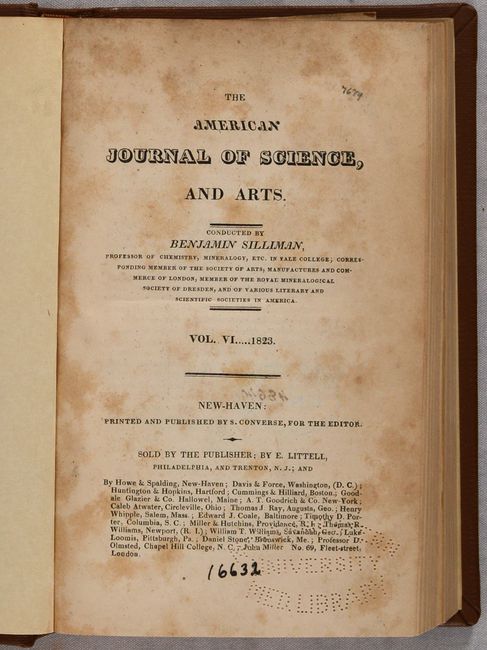 7679
THE
AMERICAN
JOURNAL OF SCIENCE,
AND ARTS.
CONDUCTED BY
BENJAMIN SILLIMAN,
PROFESSOR OF CHEMISTRY, MINERALOGY, ETC. IN YALE COLLEGE; CORRES-
PONDING MEMBER OF THE SOCIETY OF ARTS, MANUFACTURES AND COM-
MERCE OF LONDON; MEMBER OF THE ROYAL MINERALOGICAL
SOCIETY OF DRESDEN, AND OF VARIOUS LITERARY AND
SCIENTIFIC SOCIETIES IN AMERICA.
VOL. VI.....1823.
NEW-HAVEN:
PRINTED AND PUBLISHED BY S. CONVERSE, FOR THE EDITOR.
SOLD BY THE PUBLISHER; BY E. LITTELL,
PHILADELPHIA, AND TRENTON, N. J.; AND
By Howe & Spalding, New-Haven; Davis & Force, Washington, (D. C.);
Huntington & Hopkins, Hartford; Cummings & Hilliard, Boston; Good-
ale Glazier & Co. Hallowel, Maine; A. T. Goodrich & Co. New-York;
Caleb Atwater, Circleville, Ohio; Thomas J. Ray, Augusta, Geo.; Henry
Whipple, Salem, Mass.; Edward J. Coale, Baltimore; Timothy D. Por-
ter, Columbia, S. C.; Miller & Hutchins, Providence, R. I.; Thomas R.
Williams, Newport, (R. I.); William T. Williams, Savannah, Geo.; Luke
Loomis, Pittsburgh, Pa.; Daniel Stone, Brunswick, Me.; Professor D.
Olmsted, Chapel Hill College, N. C.; John Miller No. 69, Fleet-street,
London.
16632